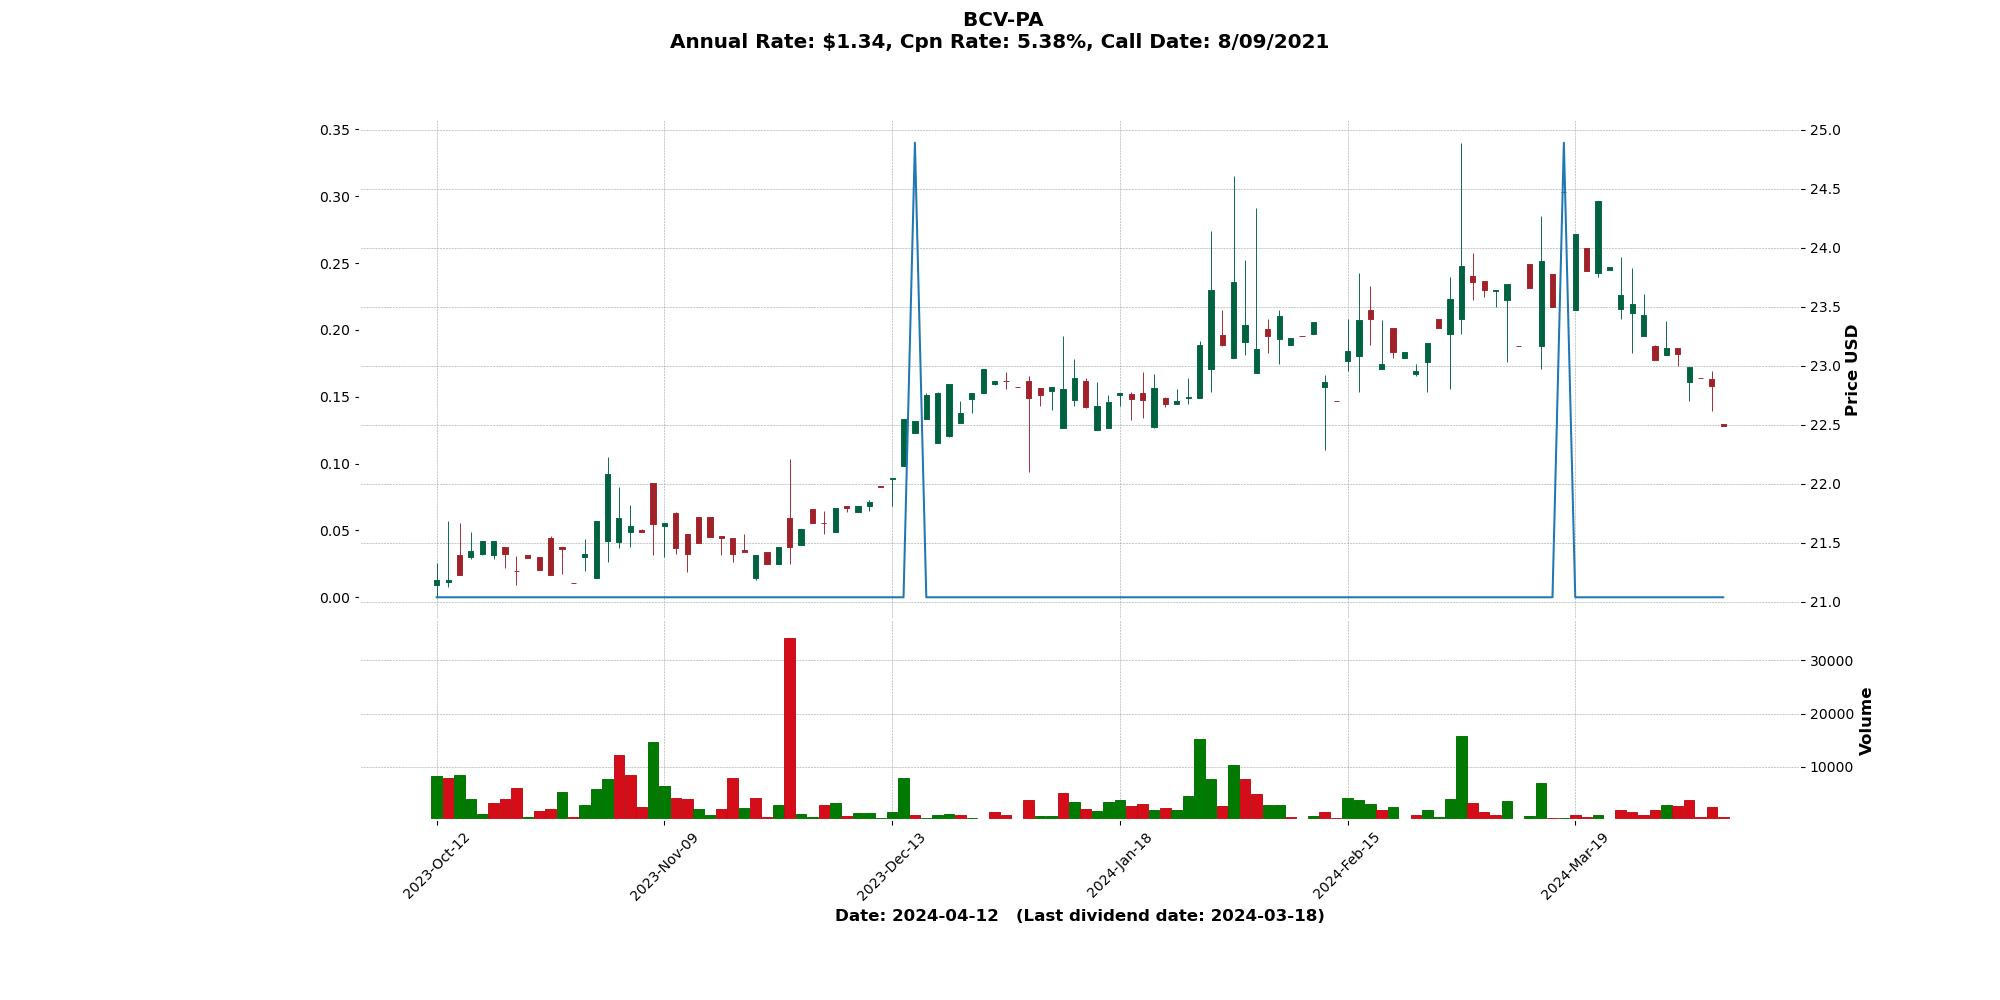 BCV-PA
Annual Rate: $1.34, Cpn Rate: 5.38%, Call Date: 8/09/2021
0.35
0.30
0.25
0.20
0.15
0.10
0.05
0.00
25.0
24.5
24.0
23.5
23.0
22.5
22.0
21.5
21.0
Price USD
30000
20000
10000
Volume
2023-Oct-12
2023-Nov-09
2023-Dec-13
2024-Jan-18
2024-Feb-15
2024-Mar-19
Date: 2024-04-12 (Last dividend date: 2024-03-18)